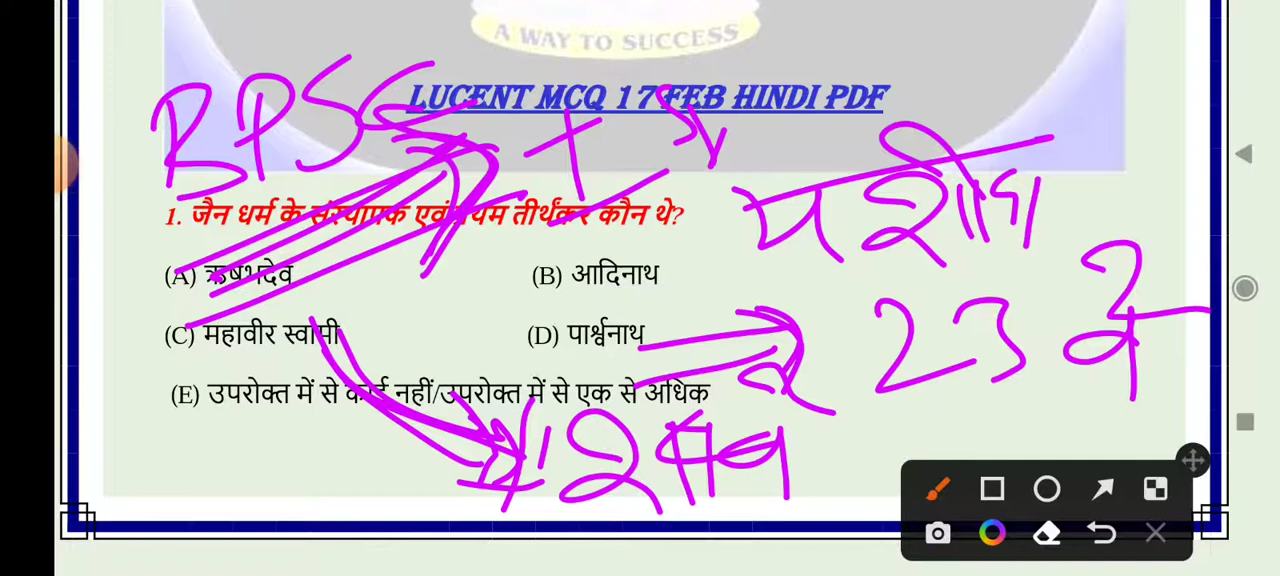 A WAY TO SUCCESS
LUCENT MCQ 17 FEB HINDI PDF
BPSC
1. जैन धर्म के संस्थापक एवं प्रथम तीर्थंकर कौन थे?
(A) ऋषभदेव
(B) आदिनाथ
(C) महावीर स्वामी
(D) पार्श्वनाथ
23 वें
(E) उपरोक्त में से कोई नहीं/उपरोक्त में से एक से अधिक